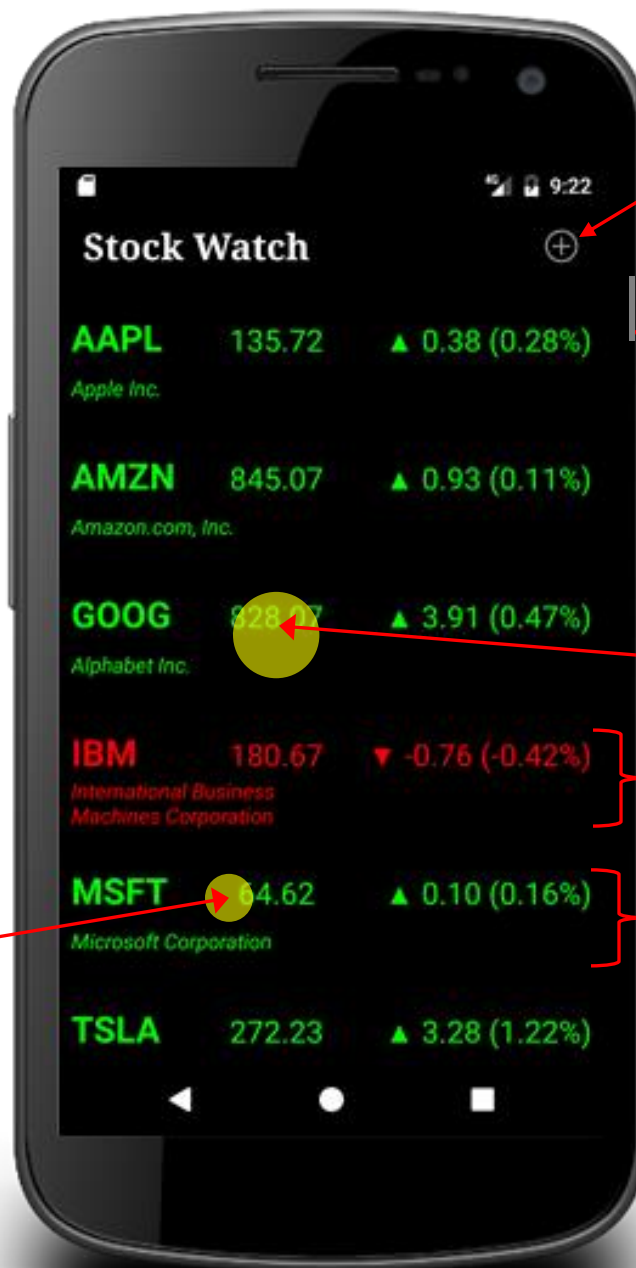 4G 9:22
Stock Watch
AAPL 135.72 ▲ 0.38 (0.28%)
Apple Inc.
AMZN 845.07 ▲ 0.93 (0.11%)
Amazon.com, Inc.
GOOG 828.07 ▲ 3.91 (0.47%)
Alphabet Inc.
IBM 180.67 ▼ -0.76 (-0.42%)
International Business
Machines Corporation
MSFT 64.62 ▲ 0.10 (0.16%)
Microsoft Corporation
TSLA 272.23 ▲ 3.28 (1.22%)